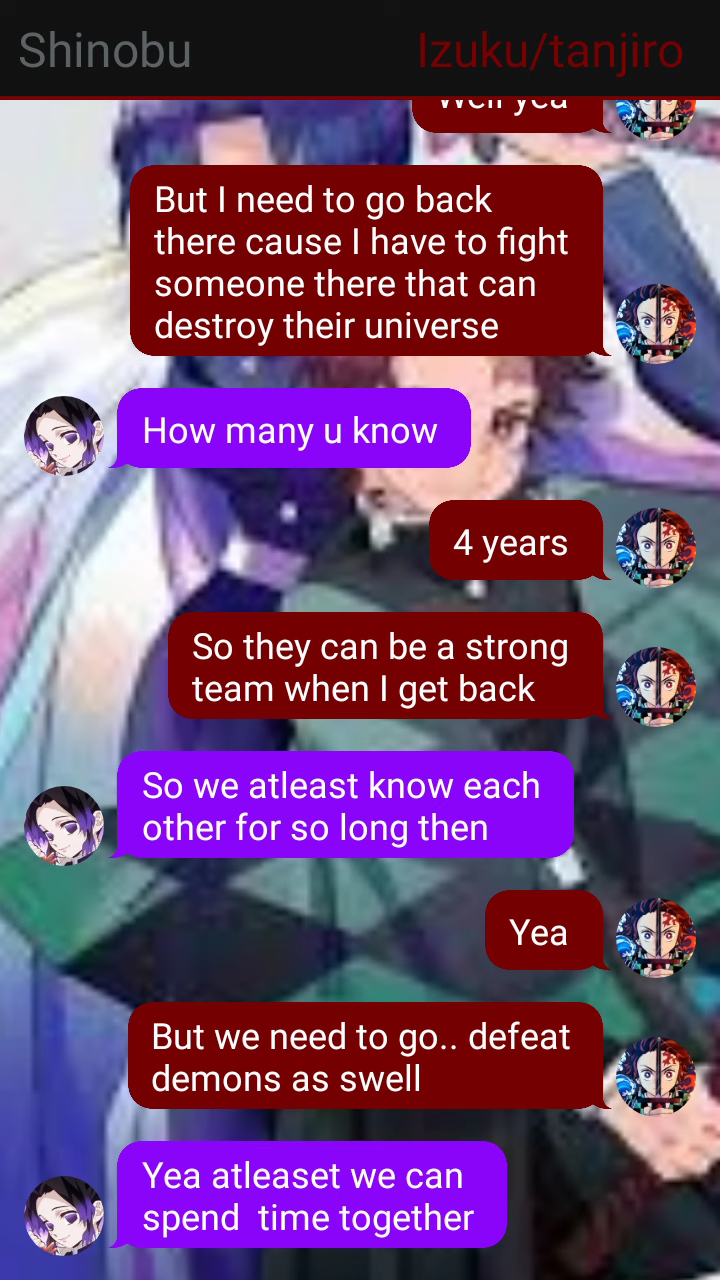 Shinobu Izuku/tanjiro
Well yea
But I need to go back
there cause I have to fight
someone there that can
destroy their universe
How many u know
4 years
So they can be a strong
team when I get back
So we atleast know each
other for so long then
Yea
But we need to go.. defeat
demons as swell
Yea atleaset we can
spend  time together